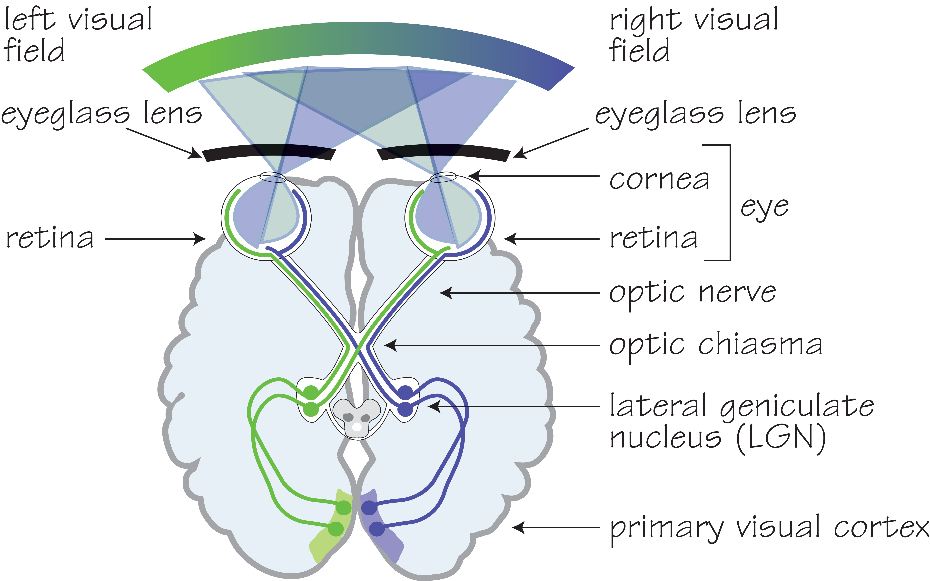 left visual
field
right visual
field
eyeglass lens
eyeglass lens
cornea
eye
retina
retina
optic nerve
optic chiasma
lateral geniculate
nucleus (LGN)
primary visual cortex